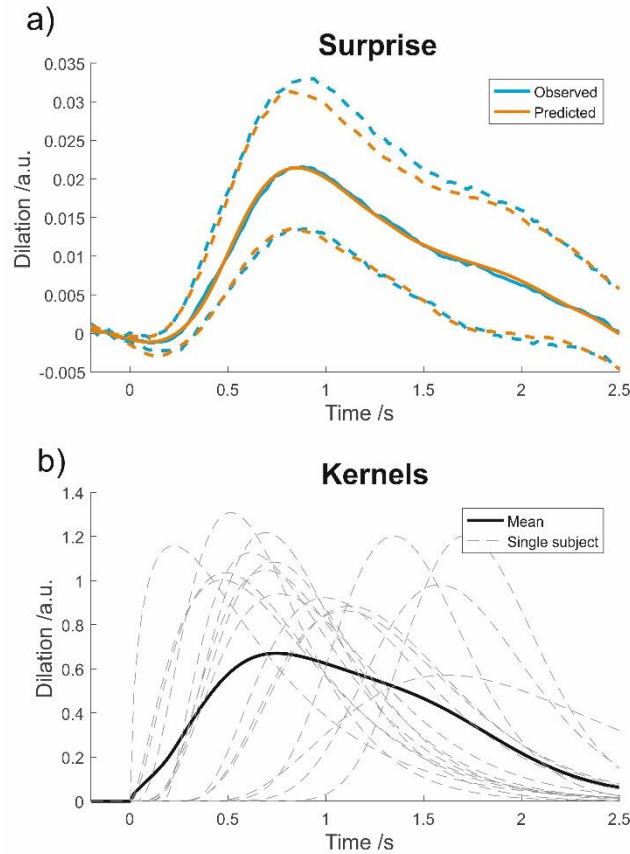 a)
Surprise
0.035
0.03
0.025
0.02
0.015
0.01
0.005
0
-0.005
Dilation /a.u.
Observed
Predicted
0
0.5
1
1.5
2
2.5
Time /s
b)
Kernels
1.4
1.2
1
0.8
0.6
0.4
0.2
0
Dilation/a.u.
Mean
Single subject
0
0.5
1
1.5
2
2.5
Time /s